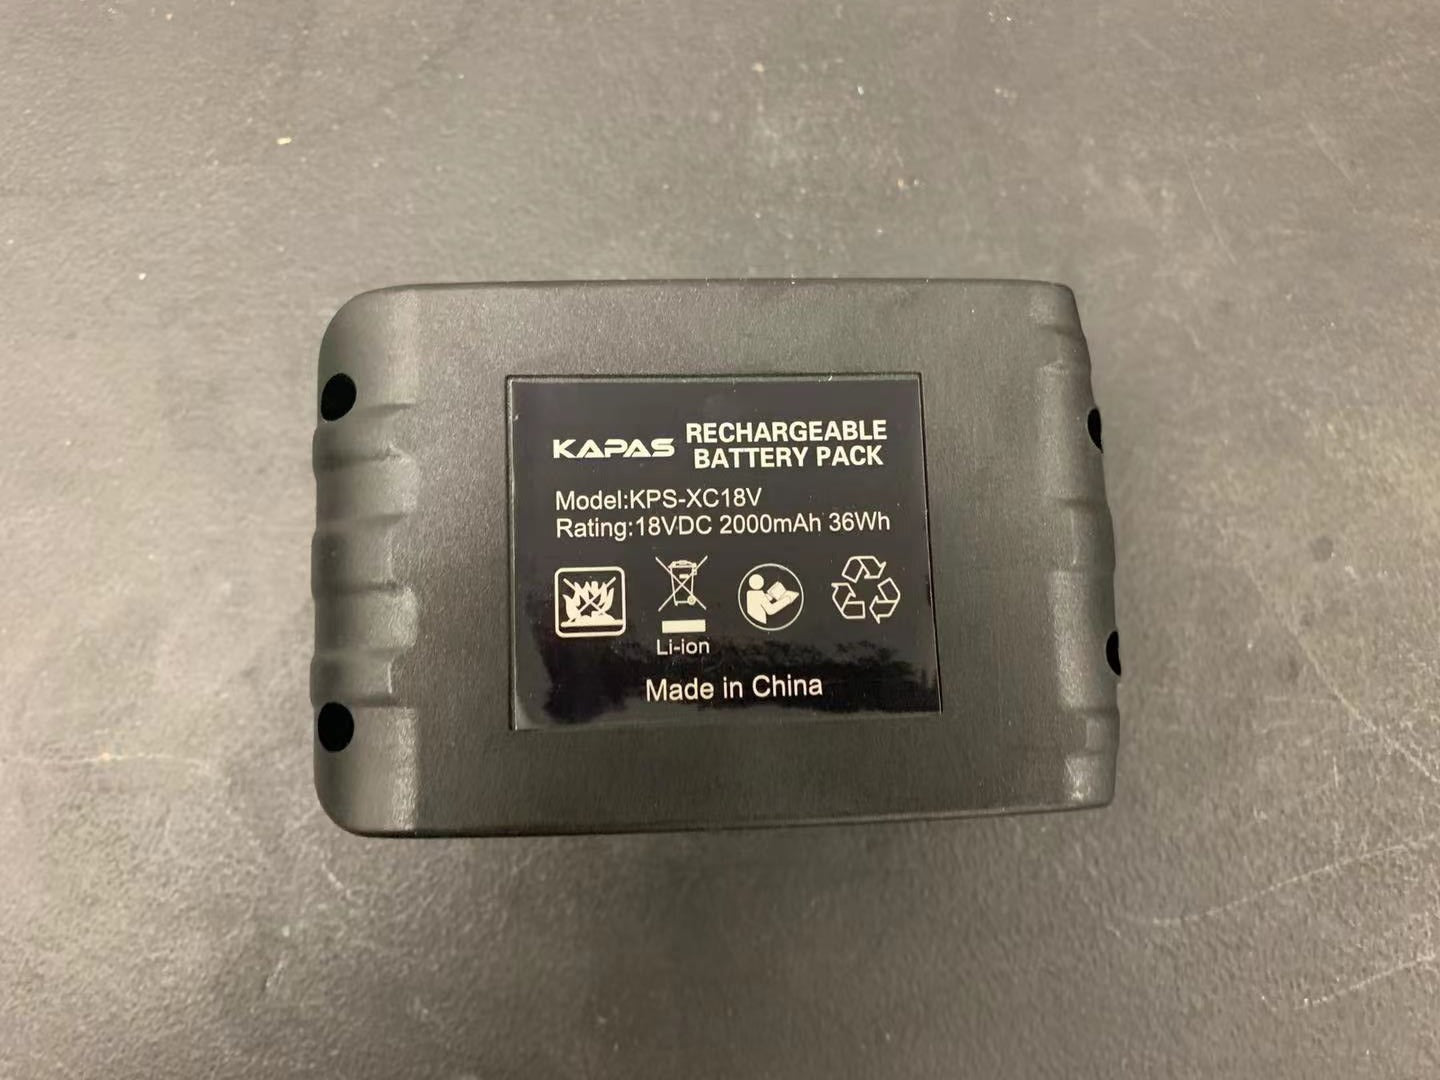 KAPAS RECHARGEABLE
BATTERY PACK
Model:KPS-XC18V
Rating:18VDC 2000mAh 36Wh
Li-ion
Made in China